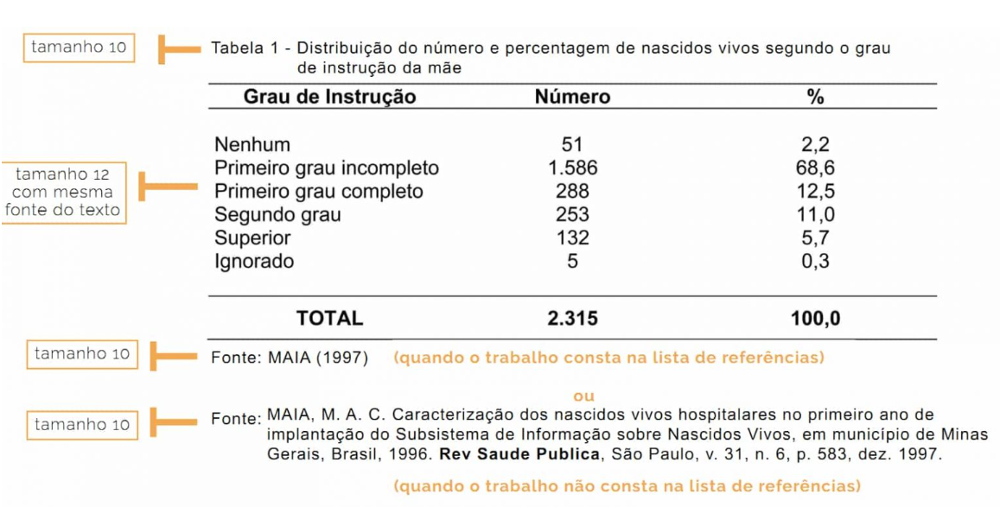 tamanho 10
Tabela 1 - Distribuição do número e percentagem de nascidos vivos segundo o grau
de instrução da mãe
Grau de Instrução Número %
Nenhum 51 2,2
tamanho 12
com mesma
fonte do texto
Primeiro grau incompleto 1.586 68,6
Primeiro grau completo 288 12,5
Segundo grau 253 11,0
Superior 132 5,7
Ignorado 5 0,3
TOTAL 2.315 100,0
tamanho 10
Fonte: MAIA (1997) (quando o trabalho consta na lista de referências)
ou
tamanho 10
Fonte: MAIA, M. A. C. Caracterização dos nascidos vivos hospitalares no primeiro ano de
implantação do Subsistema de Informação sobre Nascidos Vivos, em município de Minas
Gerais, Brasil, 1996. Rev Saude Publica, São Paulo, v. 31, n. 6, p. 583, dez. 1997.
(quando o trabalho não consta na lista de referências)